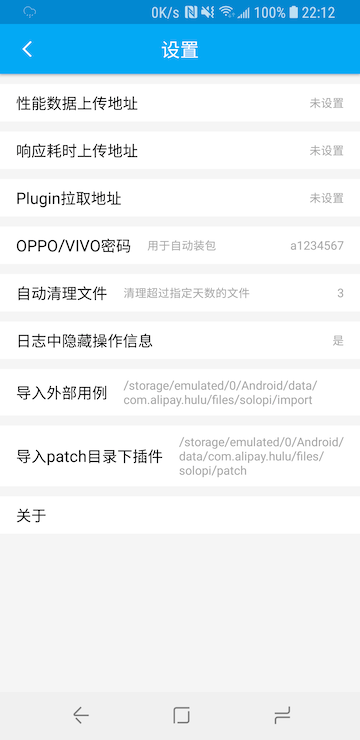 0K/s 100% 22:12
设置
性能数据上传地址 未设置
响应耗时上传地址 未设置
Plugin拉取地址 未设置
OPPO/VIVO密码 用于自动装包 a1234567
自动清理文件 清理超过指定天数的文件 3
日志中隐藏操作信息 是
导入外部用例 /storage/emulated/0/Android/data/
com.alipay.hulu/files/solopi/import
导入patch目录下插件 /storage/emulated/0/Android/
data/com.alipay.hulu/files/
solopi/patch
关于